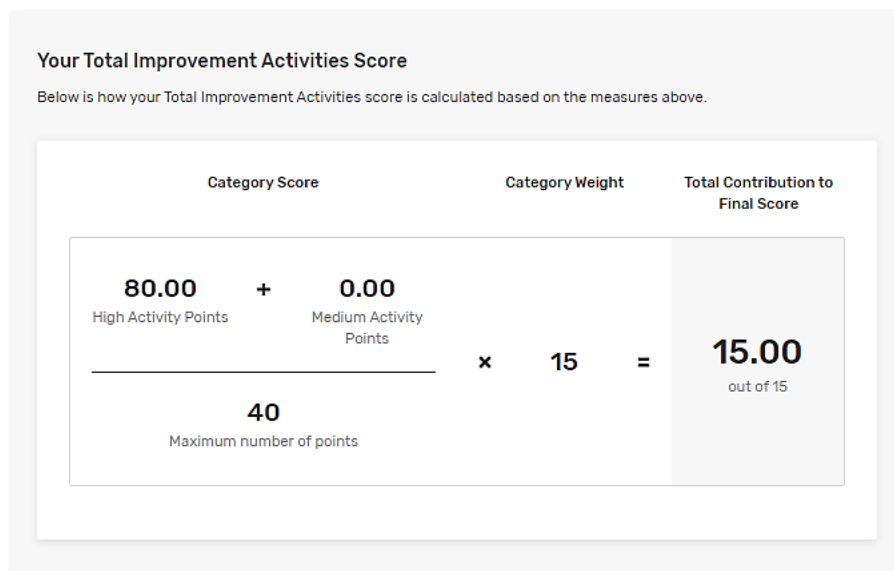 Your Total Improvement Activities Score
Below is how your Total Improvement Activities score is calculated based on the measures above.
Category Score
Category Weight
Total Contribution to
Final Score
80.00 + 0.00
High Activity Points
Medium Activity
Points
40
Maximum number of points
× 15 =
15.00
out of 15